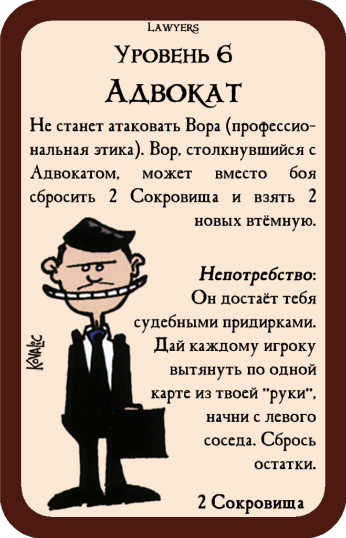 Lawyers
Уровень 6
Адвокат
Не станет атаковать Вора (профессио-
нальная этика). Вор, столкнувшийся с
Адвокатом, может вместо боя
сбросить 2 Сокровища и взять 2
новых втёмную.
Непотребство:
Он достаёт тебя
судебными придирками.
Дай каждому игроку
вытянуть по одной
карте из твоей "руки",
начни с левого
соседа. Сбрось
остатки.
Kovalic
2 Сокровища